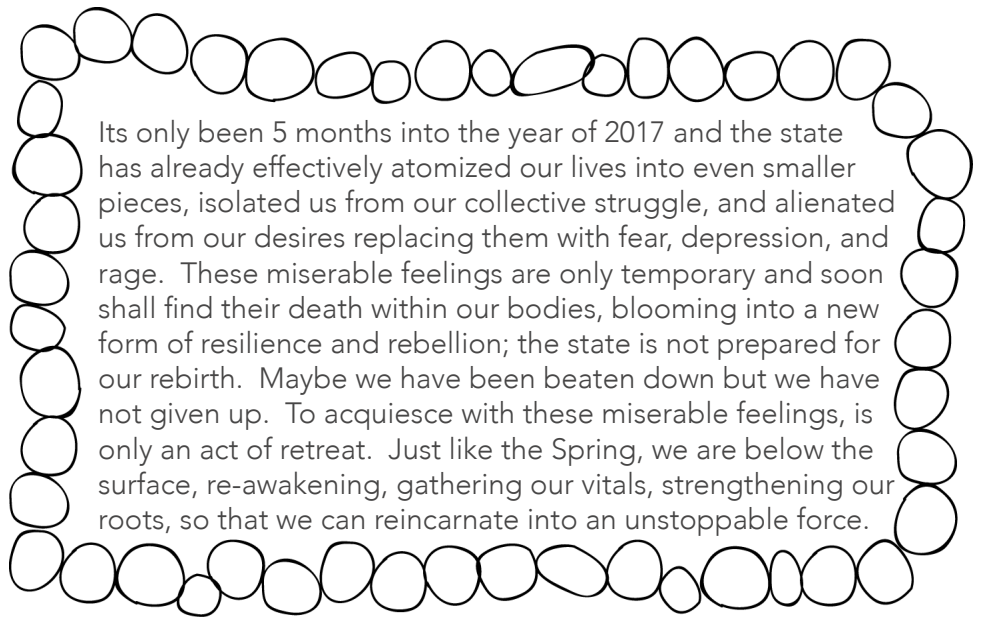 Its only been 5 months into the year of 2017 and the state
has already effectively atomized our lives into even smaller
pieces, isolated us from our collective struggle, and alienated
us from our desires replacing them with fear, depression, and
rage.  These miserable feelings are only temporary and soon
shall find their death within our bodies, blooming into a new
form of resilience and rebellion; the state is not prepared for
our rebirth.  Maybe we have been beaten down but we have
not given up.  To acquiesce with these miserable feelings, is
only an act of retreat.  Just like the Spring, we are below the
surface, re-awakening, gathering our vitals, strengthening our
roots, so that we can reincarnate into an unstoppable force.